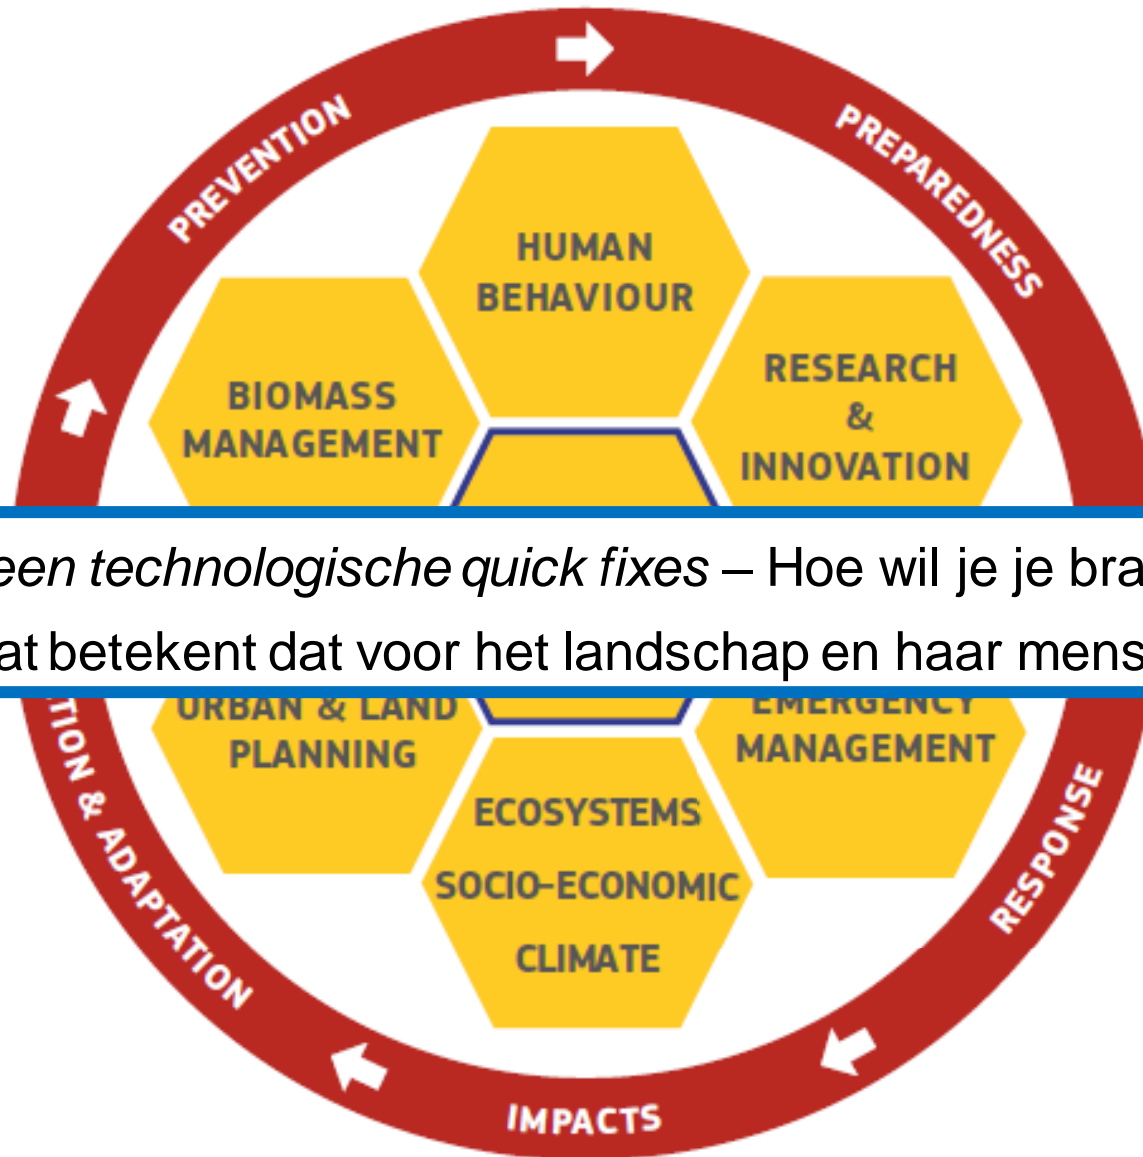 PREVENTION
PREPAREDNESS
HUMAN
BEHAVIOUR
BIOMASS
MANAGEMENT
RESEARCH
&
INNOVATION
een technologische quick fixes – Hoe wil je je bra
at betekent dat voor het landschap en haar mens
URBAN & LAND
PLANNING
EMERGENCY
MANAGEMENT
ECOSYSTEMS
SOCIO-ECONOMIC
CLIMATE
TION & ADAPTATION
RESPONSE
IMPACTS